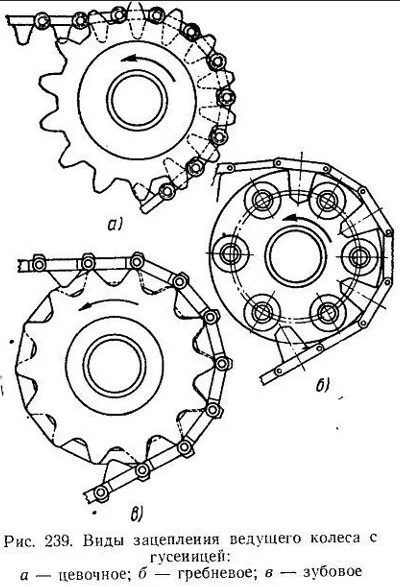 а)
б)
в)
Рис. 239. Виды зацепления ведущего колеса с
гусеницей:
а — цевочное; б — гребневое; в — зубовое